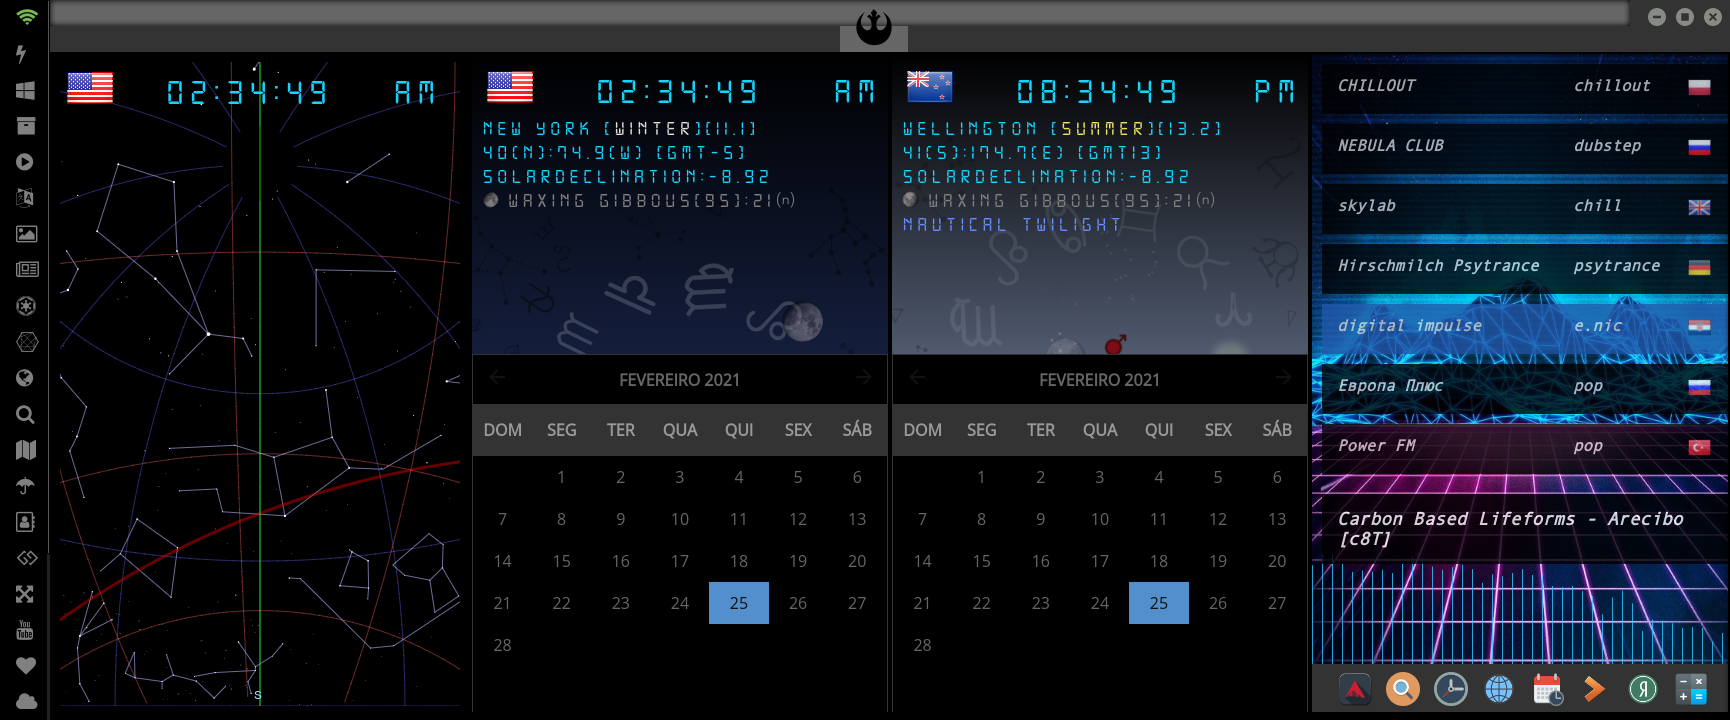 02:34:49 AM
S
02:34:49 AM
NEW YORK [WINTER][11.1]
40(N):74.9(W) [GMT-5]
SOLARDECLINATION:-8.92
WAXING GIBBOUS[95]:21(n)
FEVEREIRO 2021
DOM SEG TER QUA QUI SEX SÁB
1 2 3 4 5 6
7 8 9 10 11 12 13
14 15 16 17 18 19 20
21 22 23 24 25 26 27
28
08:34:49 PM
WELLINGTON [SUMMER][13.2]
41(S):174.7(E) [GMT13]
SOLARDECLINATION:-8.92
WAXING GIBBOUS[95]:21(n)
NAUTICAL TWILIGHT
FEVEREIRO 2021
DOM SEG TER QUA QUI SEX SÁB
1 2 3 4 5 6
7 8 9 10 11 12 13
14 15 16 17 18 19 20
21 22 23 24 25 26 27
28
CHILLOUT chillout
NEBULA CLUB dubstep
skylab chill
Hirschmilch Psytrance psytrance
digital impulse e.nic
Европа Плюс pop
Power FM pop
Carbon Based Lifeforms - Arecibo
[c8T]
You
Tube
Я